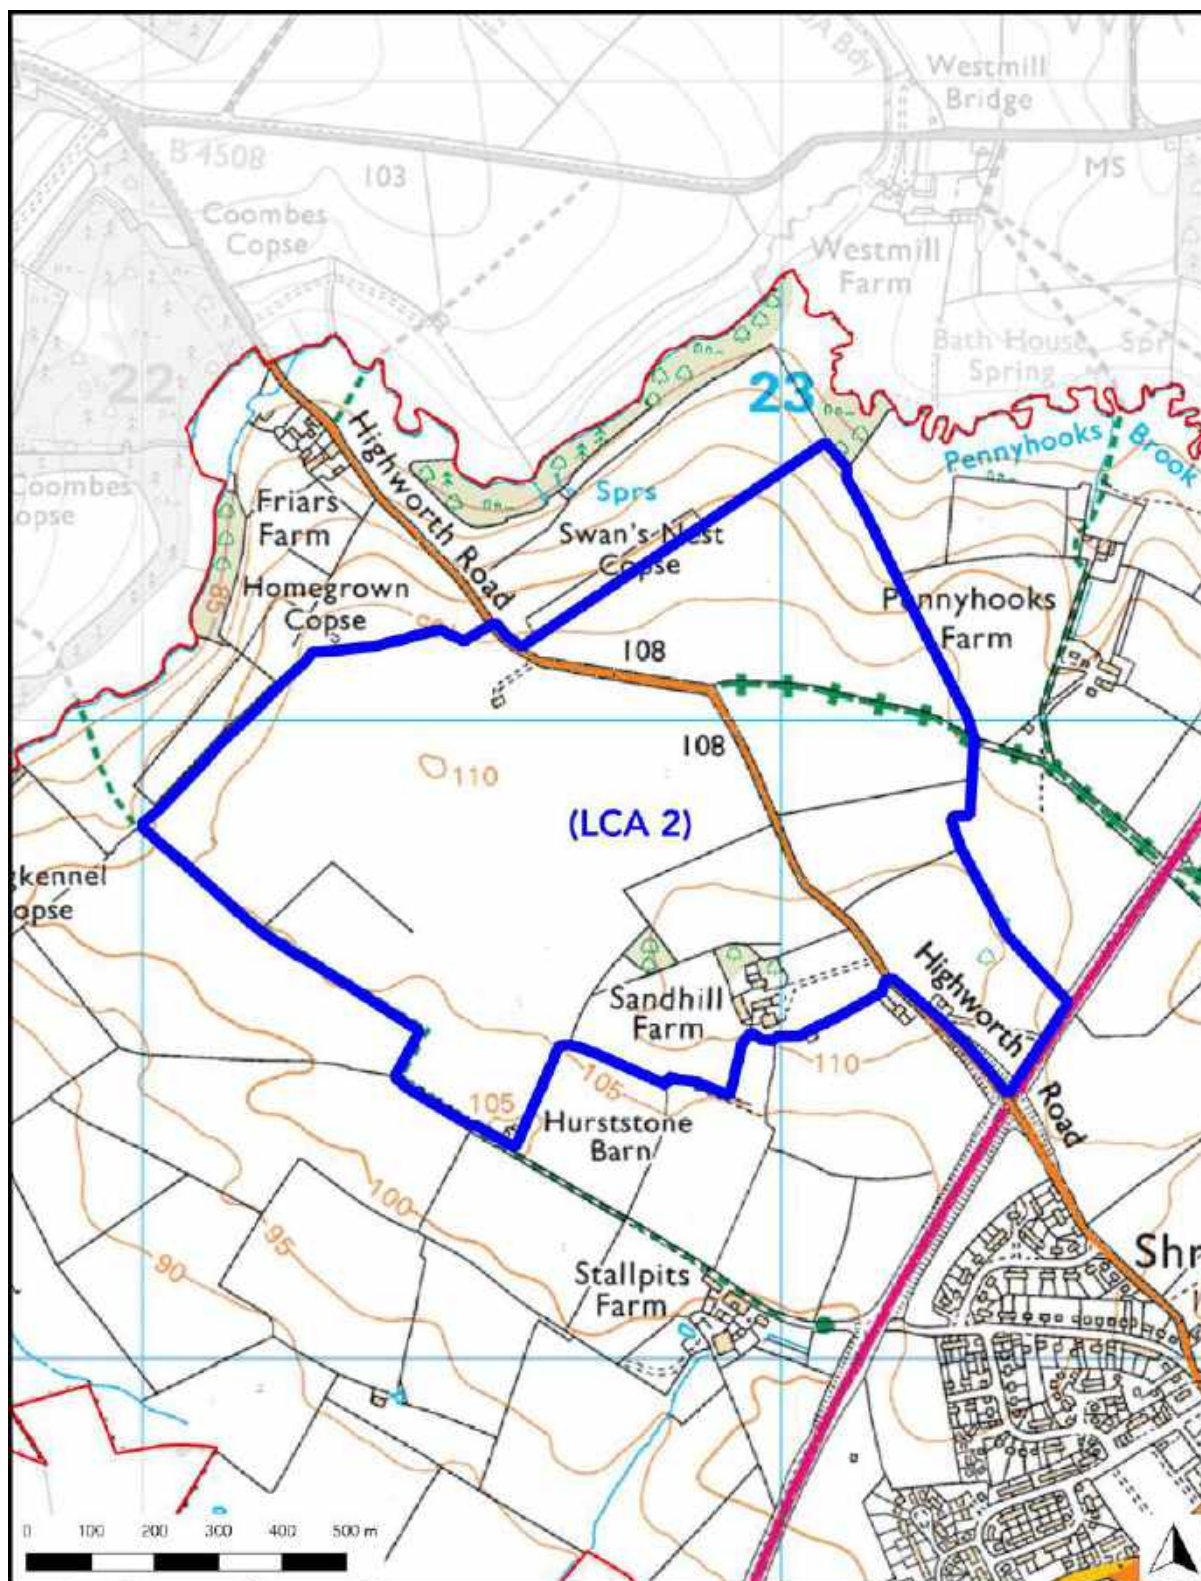 Westmill
Bridge
B 4508
103
MS
Coombes
Copse
Westmill
Farm
Bath House
Spring
Spr
22
23
Highworth Road
Pennyhooks
Brook
Coombes
opse
Sprs
Friars
Farm
Swan's Nest
Copse
85
Homegrown
Copse
Pennyhooks
Farm
108
108
110
(LCA 2)
gkennel
opse
Sandhill
Farm
Highworth
Road
110
105
105
Hurststone
Barn
100
95
90
Stallpits
Farm
Shr
0 100 200 300 400 500 m